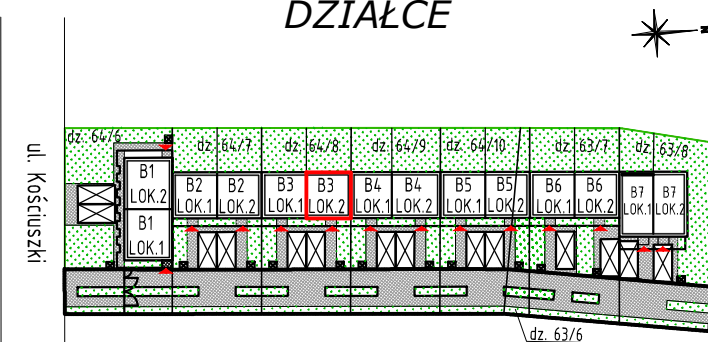 DZIAŁCE
N
dz. 64/6
dz. 64/7
dz. 64/8
dz. 64/9
dz. 64/10
dz. 63/7
dz. 63/8
ul. Kościuszki
B1
LOK.2
B1
LOK.1
B2
LOK.1
B2
LOK.2
B3
LOK.1
B3
LOK.2
B4
LOK.1
B4
LOK.2
B5
LOK.1
B5
LOK.2
B6
LOK.1
B6
LOK.2
B7
LOK.1
B7
LOK.2
dz. 63/6